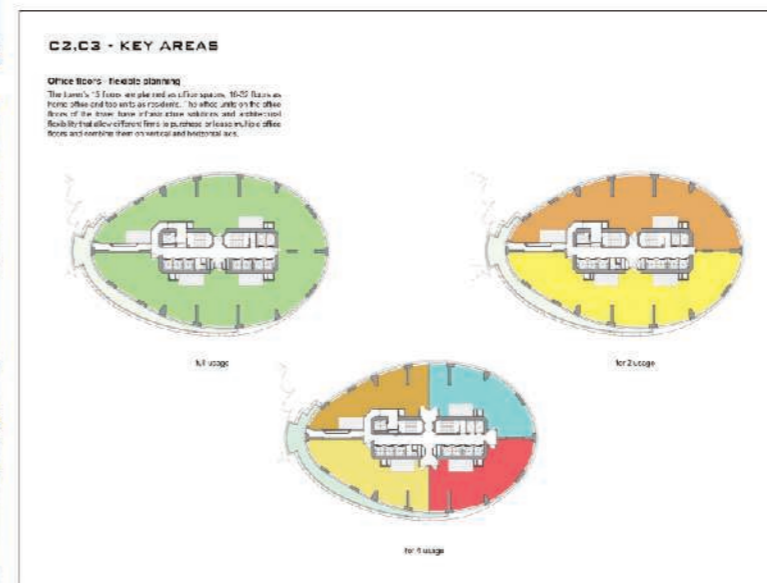 C2,C3 - KEY AREAS
Office floors - flexible planning
The tower's 15 floors are planned as office spaces, 16-32 floors as
home office and top units as residents. The office units on the office
floors of the tower have infrastructure solutions and architectural
flexibility that allow different firms to purchase or lease multiple office
floors and combine them on vertical and horizontal axis.
full usage
for 2 usage
for 4 usage